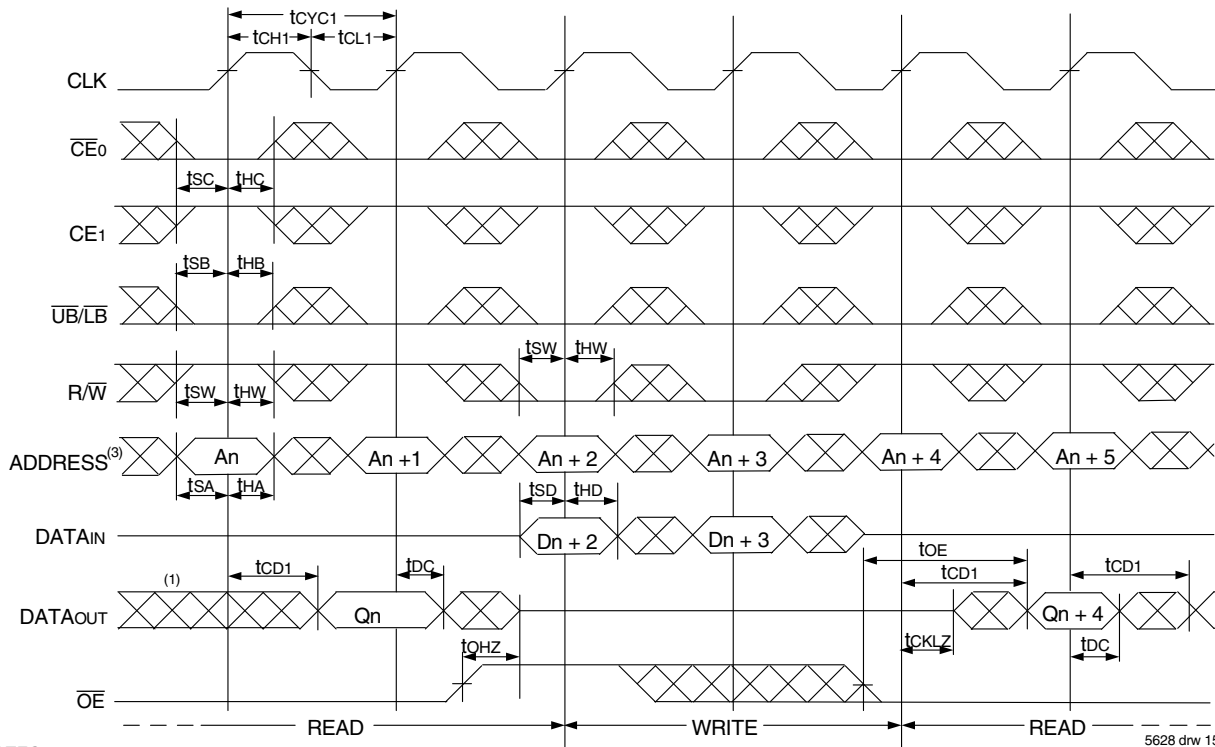 tCYC1
tCH1 tCL1
CLK
CE0
tSC tHC
CE1
tSB tHB
UB/LB
tSW tHW
R/W
tSW tHW
ADDRESS(3) An An +1 An + 2 An + 3 An + 4 An + 5
tSA tHA
tSD tHD
DATAIN Dn + 2 Dn + 3
tOE
(1) tCD1 tDC tCD1 tCD1
DATAOUT Qn Qn + 4
tOHZ tCKLZ tDC
OE
READ WRITE READ
5628 drw 15